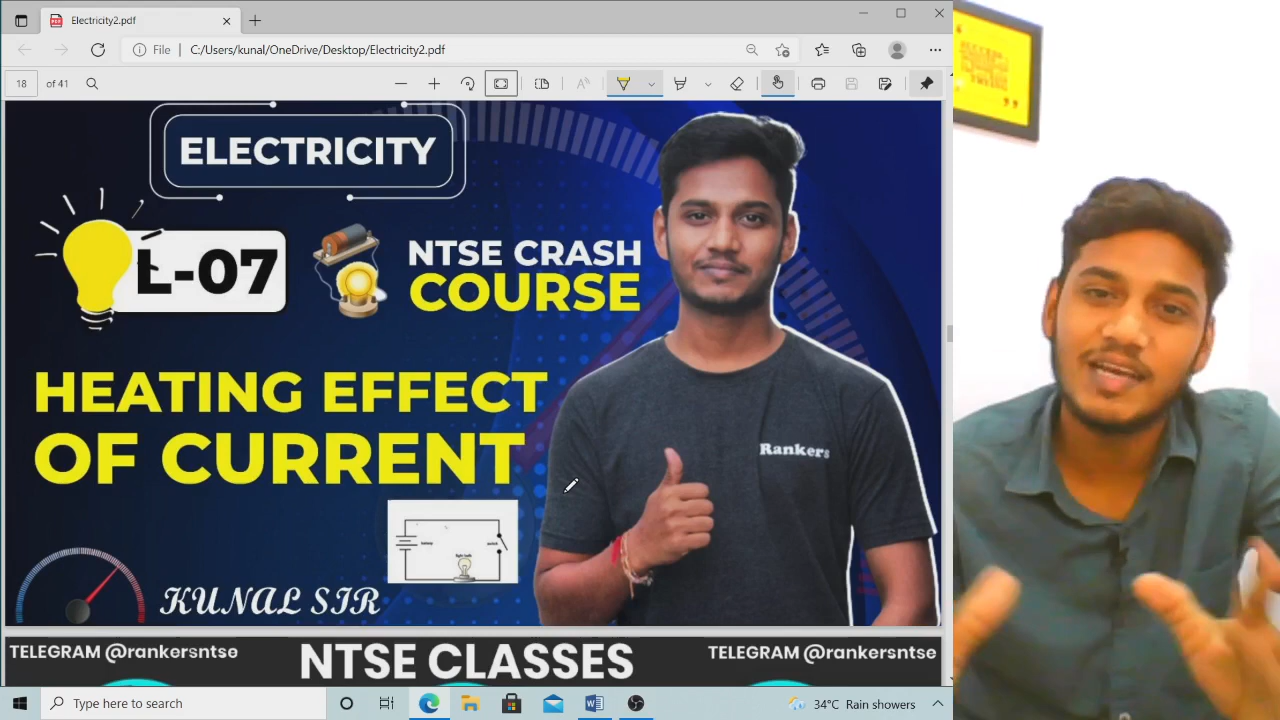 Electricity2.pdf
File
C:/Users/kunal/OneDrive/Desktop/Electricity2.pdf
18
of 41
ELECTRICITY
L-07
NTSE CRASH
COURSE
HEATING EFFECT
OF CURRENT
Rankers
KUNAL SIR
TELEGRAM @rankersntse
NTSE CLASSES
TELEGRAM @rankersntse
Type here to search
34°C Rain showers